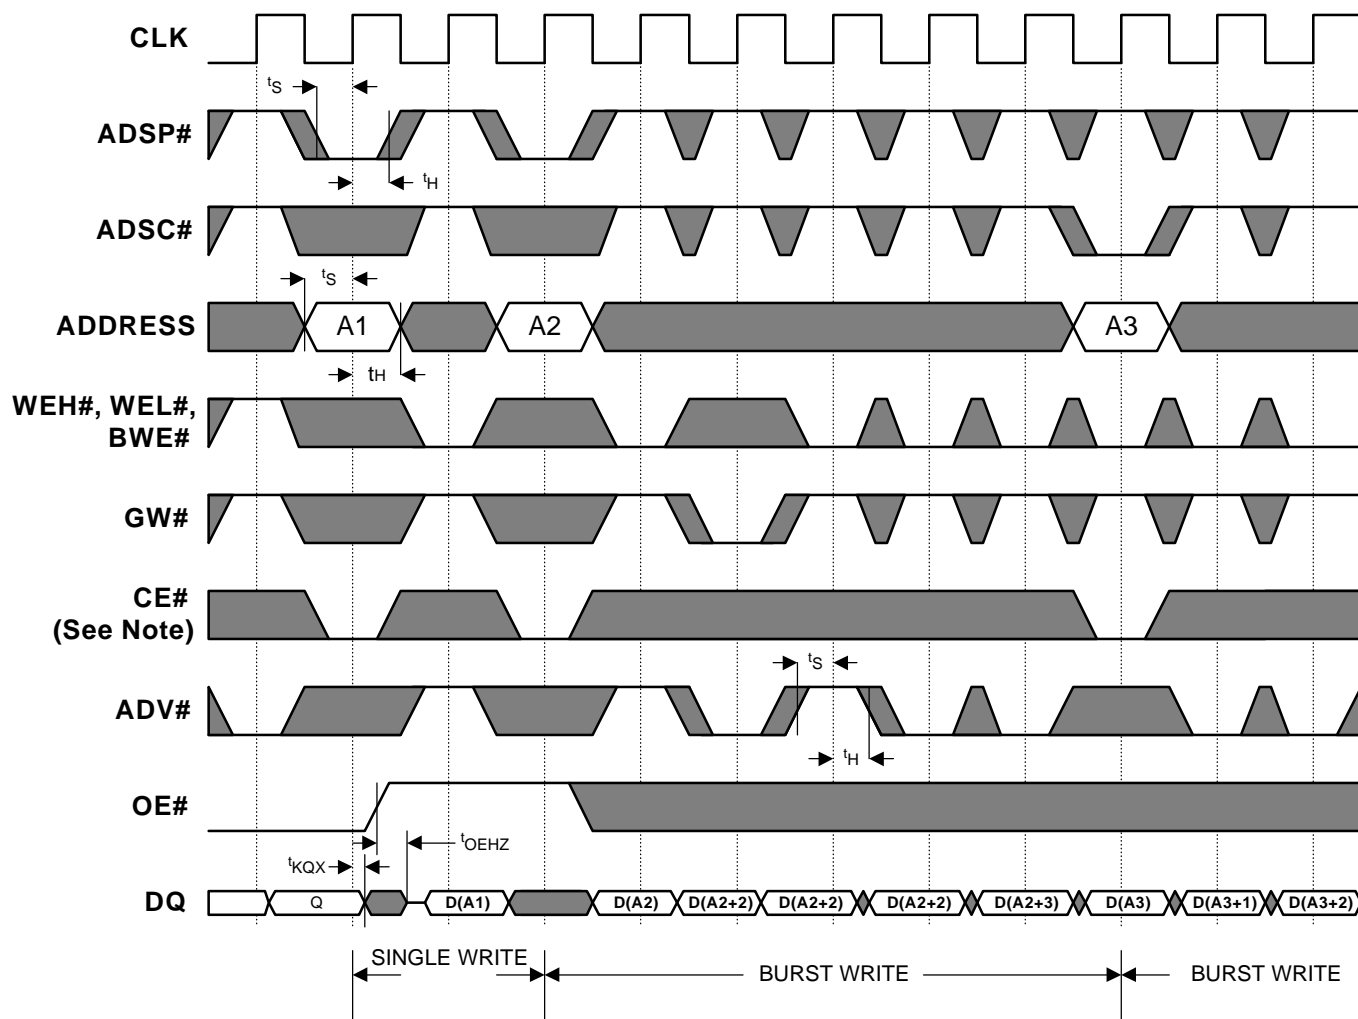 CLK
tS
ADSP#
tH
ADSC#
tS
ADDRESS
A1
A2
A3
tH
WEH#, WEL#,
BWE#
GW#
CE#
(See Note)
tS
ADV#
tH
OE#
tOEHZ
tKQX
DQ
Q
D(A1)
D(A2)
D(A2+2)
D(A2+2)
D(A2+2)
D(A2+3)
D(A3)
D(A3+1)
D(A3+2)
SINGLE WRITE
BURST WRITE
BURST WRITE